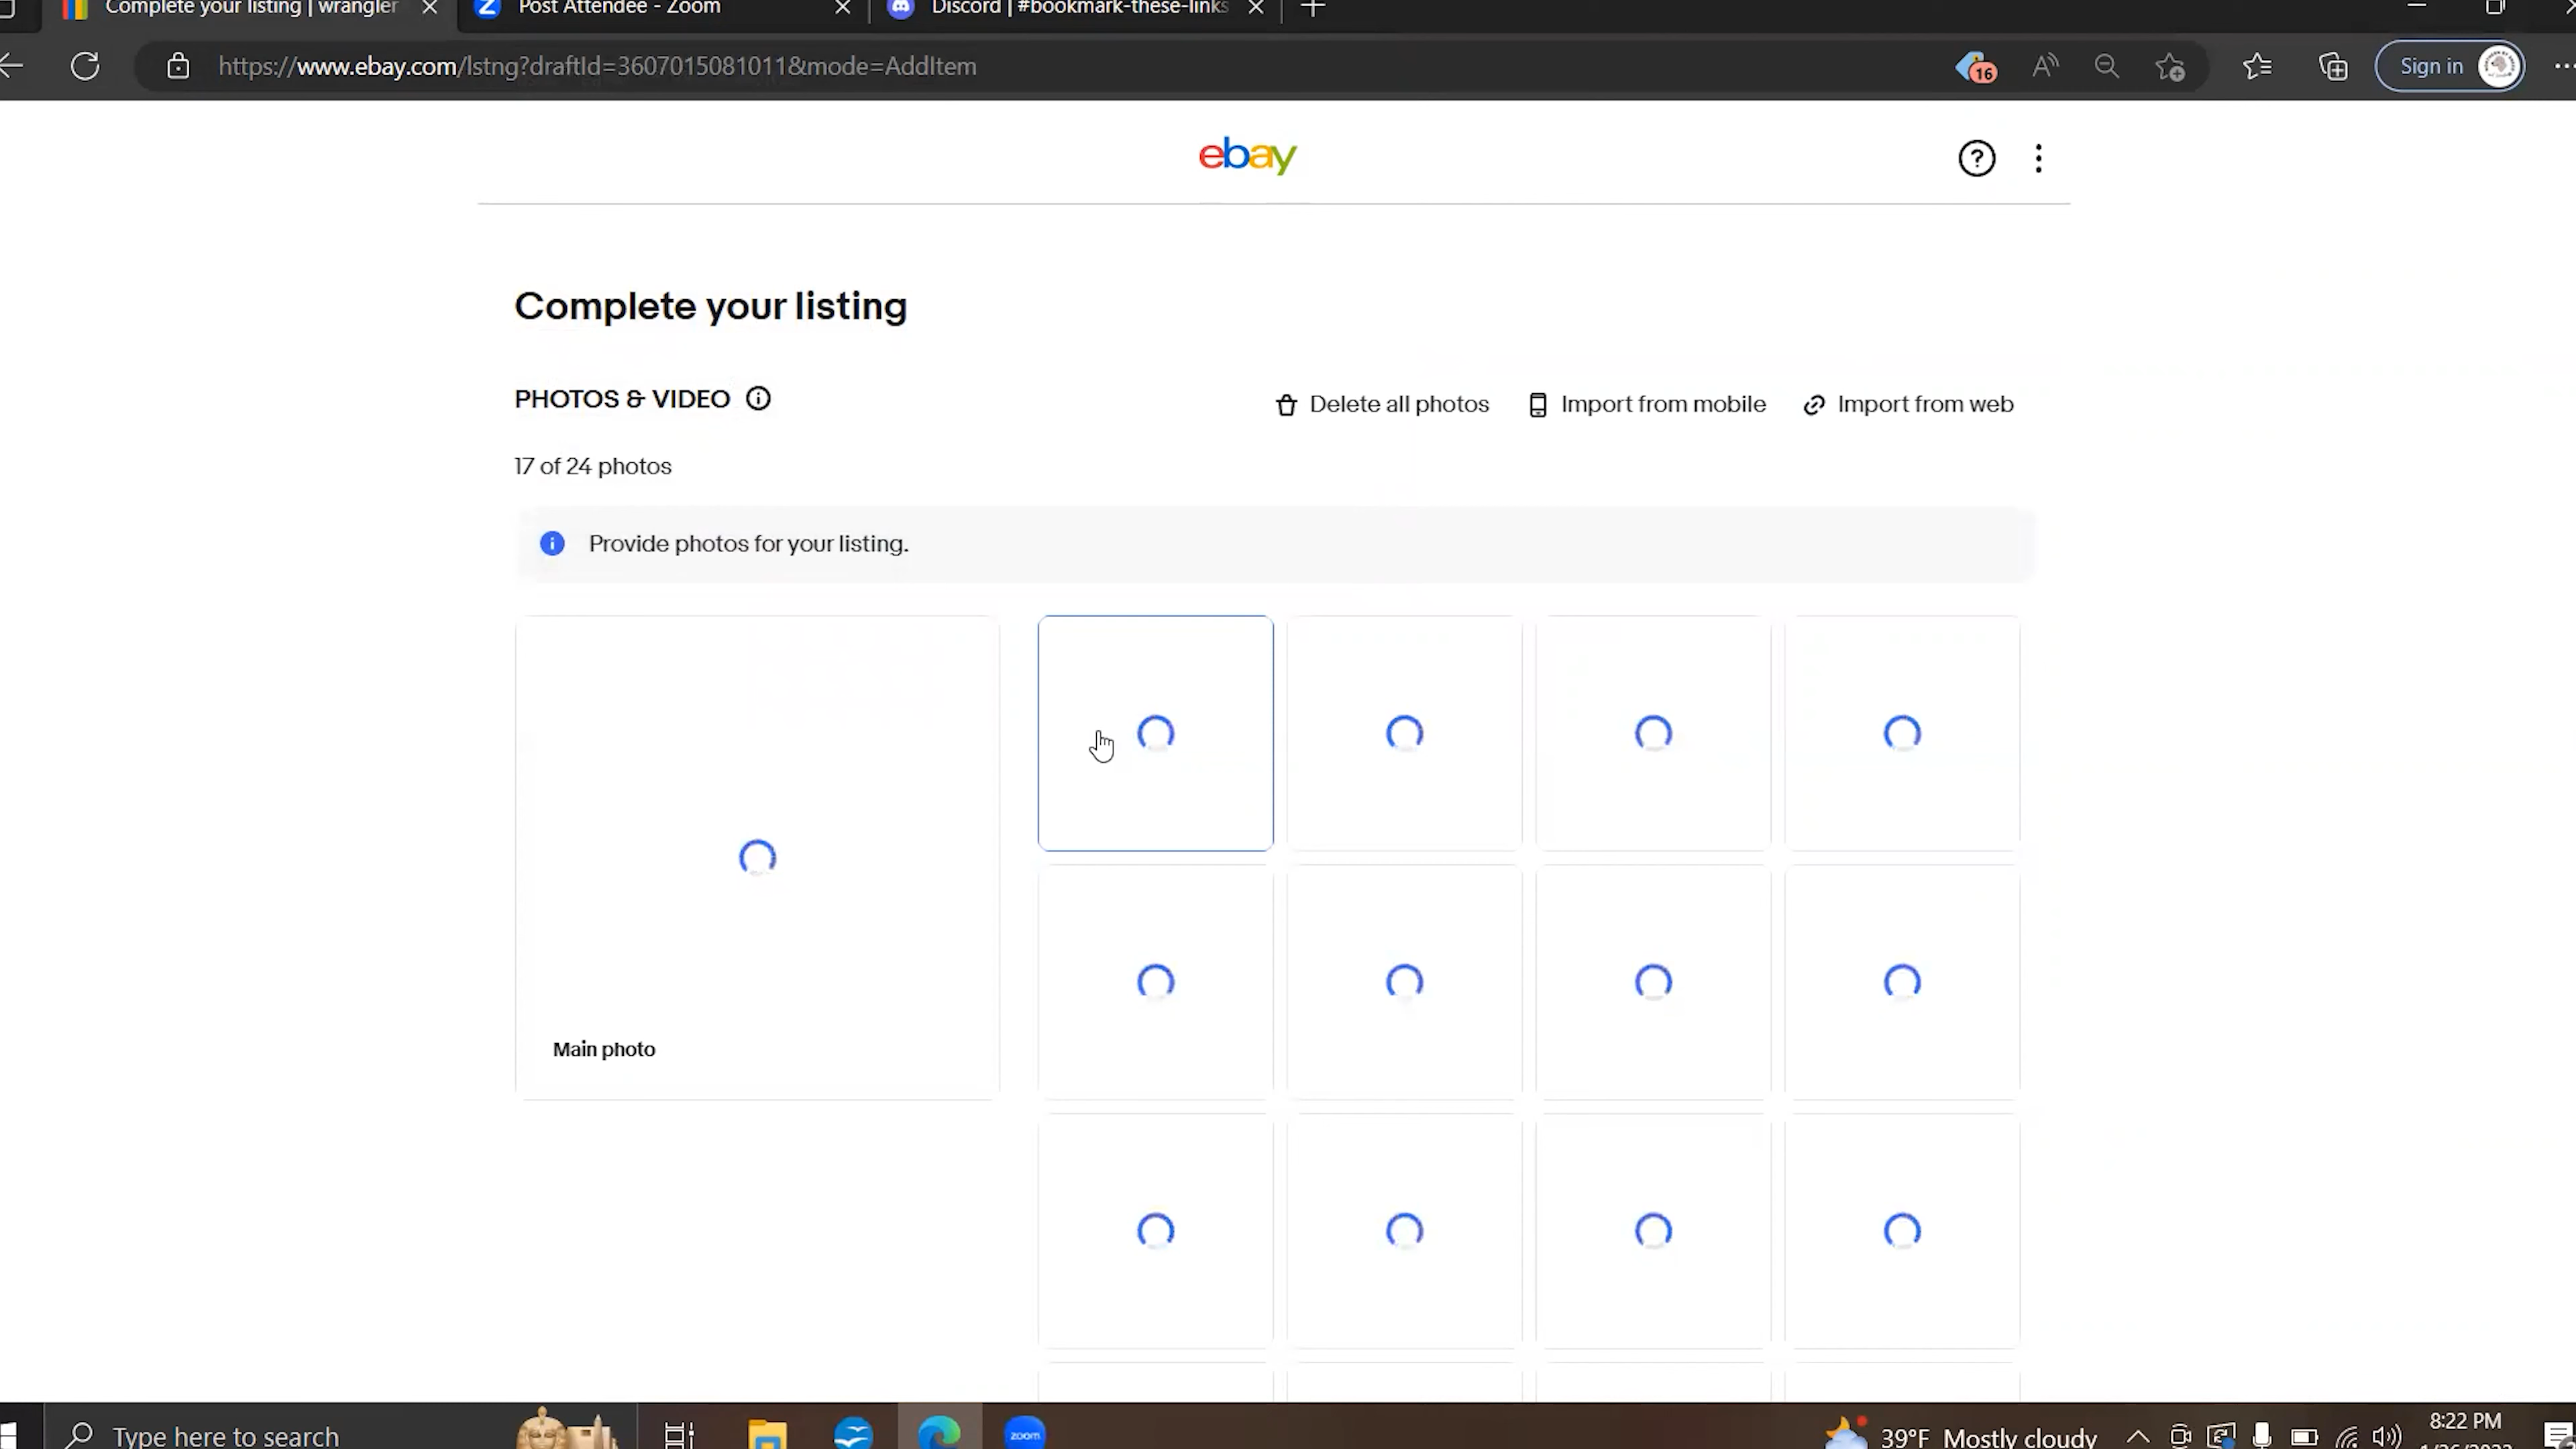 Complete your listing | wrangler
Post Attendee - Zoom
Discord | #bookmark-these-links
https://www.ebay.com/lstng?draftId=3607015081011&mode=AddItem
16
Sign in
ebay
Complete your listing
PHOTOS & VIDEO
Delete all photos
Import from mobile
Import from web
17 of 24 photos
Provide photos for your listing.
Main photo
Type here to search
zoom
39°F Mostly cloudy
8:22 PM